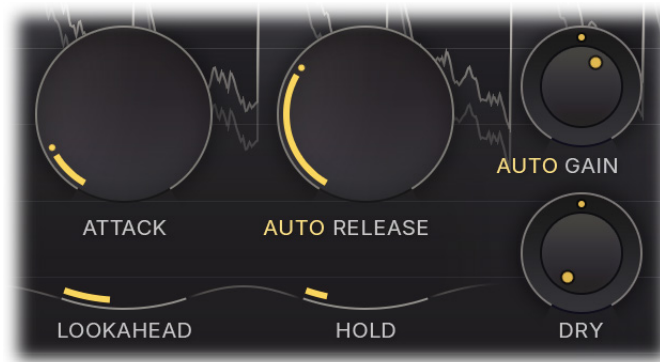 AUTO GAIN
ATTACK
AUTO RELEASE
LOOKAHEAD
HOLD
DRY